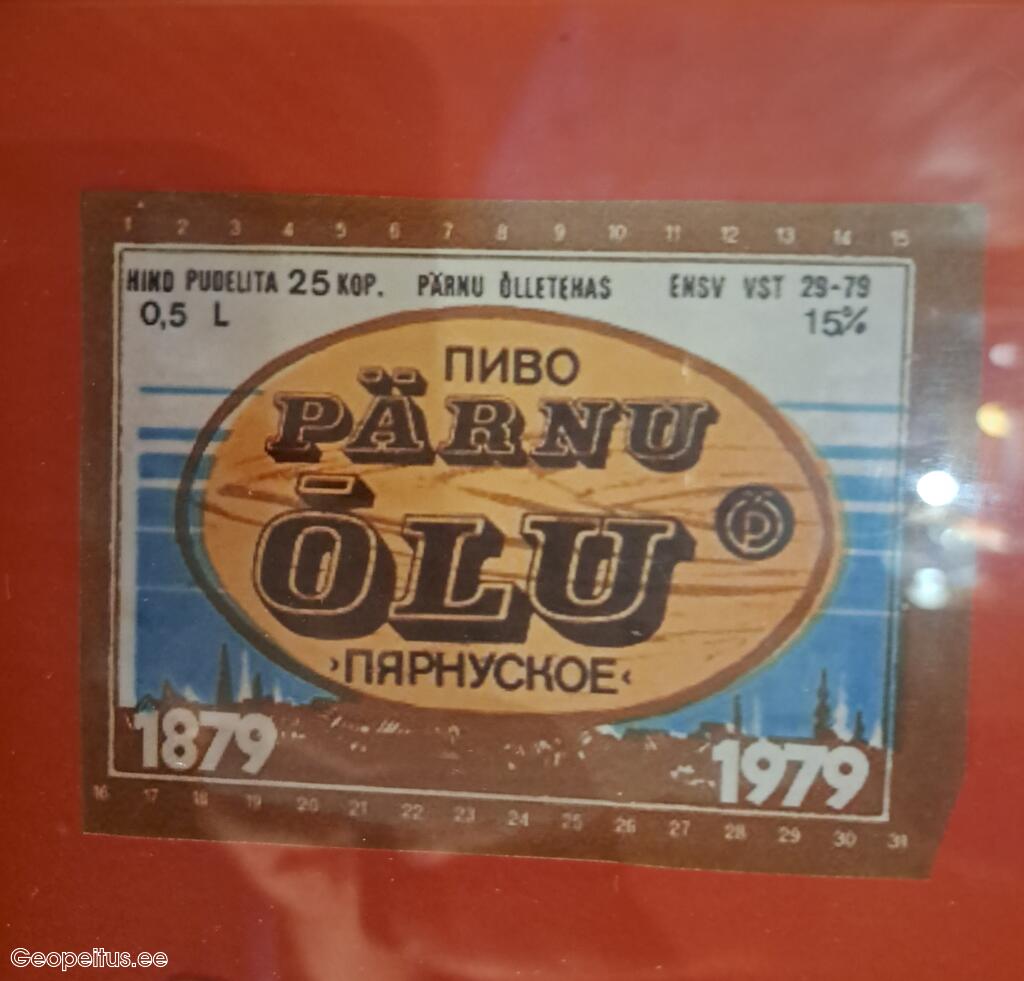 1 2 3 4 5 6 7 8 9 10 11 12 13 14 15
HIND PUDELITA 25 KOP. PÄRNU ÕLLETEHAS ENSV VST 29-79
0,5 L 15%
ПИВО
PÄRNU
ÕLU
›ПЯРНУСКОЕ‹
1879 1979
16 17 18 19 20 21 22 23 24 25 26 27 28 29 30 31
Geopeitus.ee